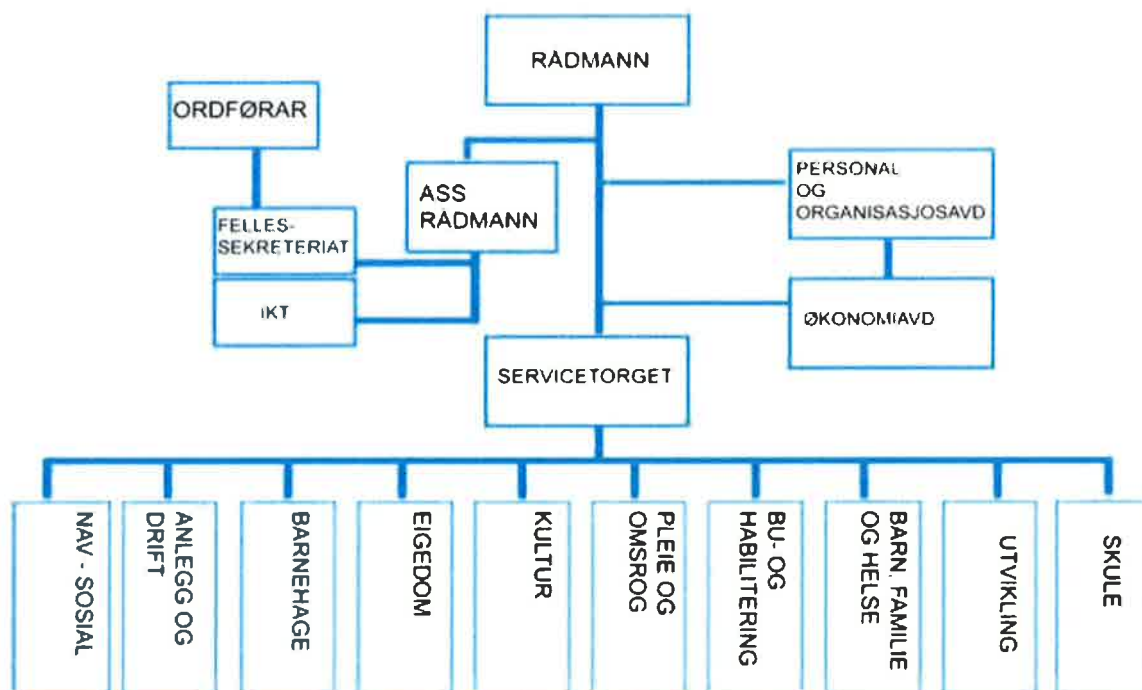 RÅDMANN
ORDFØRAR
ASS
RÅDMANN
PERSONAL
OG
ORGANISASJOSAVD
FELLES-
SEKRETERIAT
IKT
ØKONOMIAVD
SERVICETORGET
NAV - SOSIAL
ANLEGG OG
DRIFT
BARNEHAGE
EIGEDOM
KULTUR
PLEIE OG
OMSROG
BU- OG
HABILITERING
BARN. FAMILIE
OG HELSE
UTVIKLING
SKULE